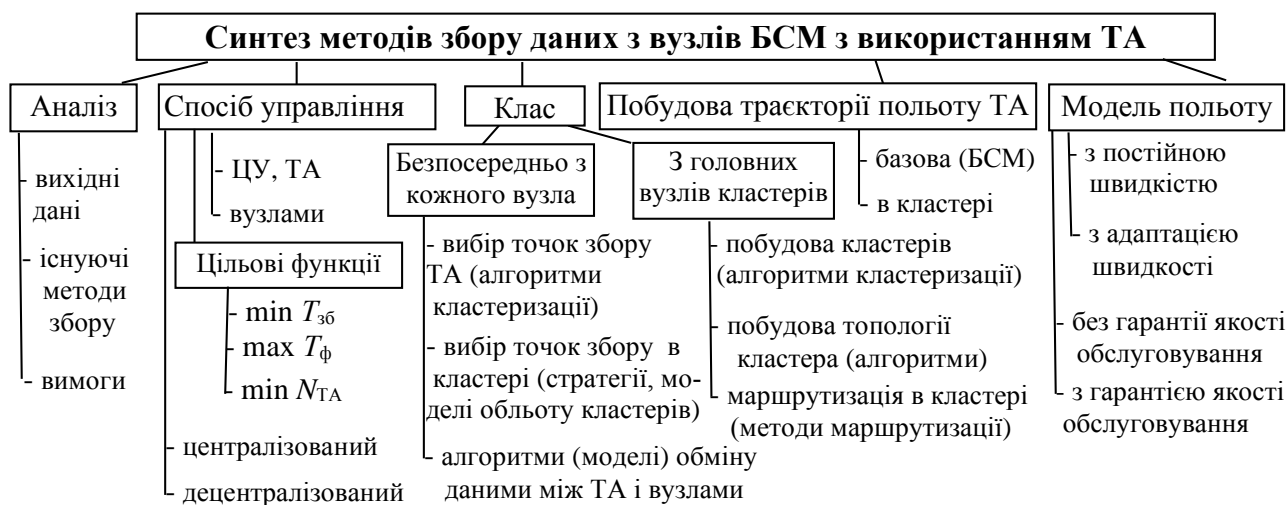 Синтез методів збору даних з вузлів БСМ з використанням ТА
Аналіз
- вихідні
дані
- існуючі
методи
збору
- вимоги
Спосіб управління
- ЦУ, ТА
- вузлами
Цільові функції
- min Tзб
- max Tф
- min NТА
- централізований
- децентралізований
Клас
Безпосередньо з
кожного вузла
- вибір точок збору
ТА (алгоритми
кластеризації)
- вибір точок збору в
кластері (стратегії, мо-
делі обльоту кластерів)
- алгоритми (моделі) обміну
даними між ТА і вузлами
З головних
вузлів кластерів
- побудова кластерів
(алгоритми кластеризації)
- побудова топології
кластера (алгоритми)
- маршрутизація в кластері
(методи маршрутизації)
Побудова траєкторії польоту ТА
- базова (БСМ)
- в кластері
Модель польоту
- з постійною
швидкістю
- з адаптацією
швидкості
- без гарантії якості
обслуговування
- з гарантією якості
обслуговування